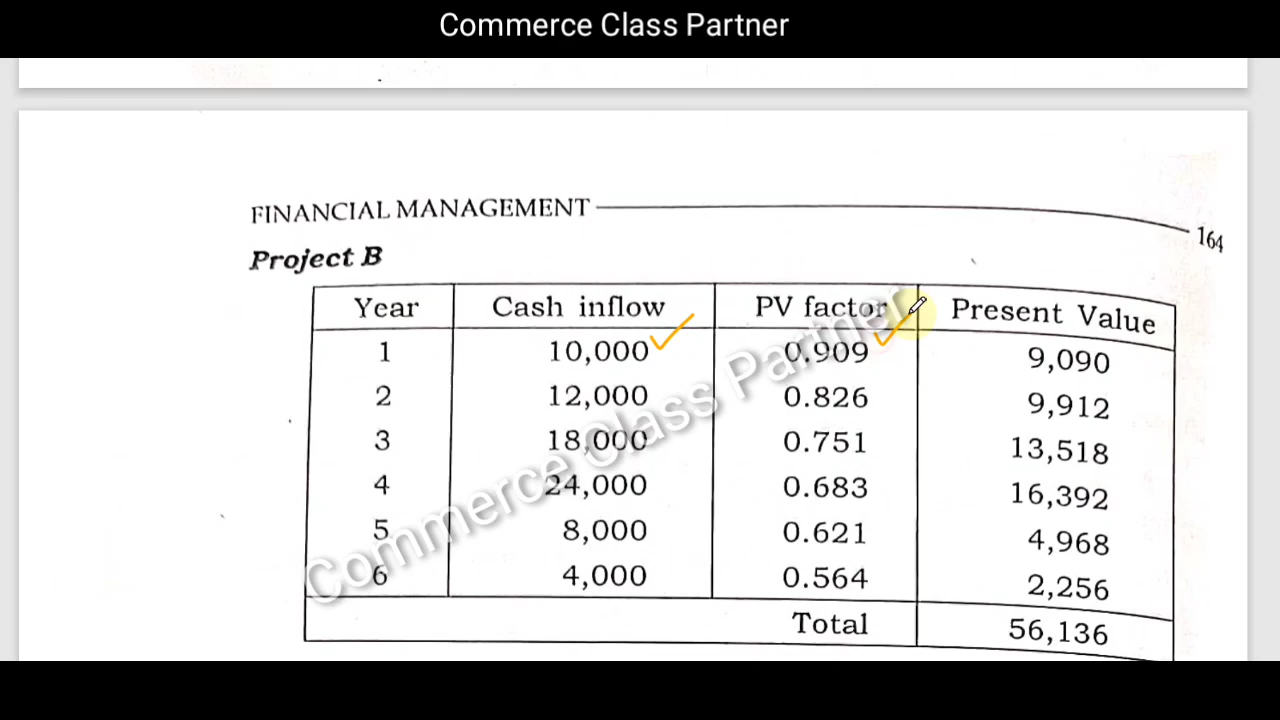 Commerce Class Partner
FINANCIAL MANAGEMENT 164
Project B
Year Cash inflow PV factor Present Value
1 10,000 0.909 9,090
2 12,000 0.826 9,912
3 18,000 0.751 13,518
4 24,000 0.683 16,392
5 8,000 0.621 4,968
6 4,000 0.564 2,256
Total 56,136
Commerce Class Partner